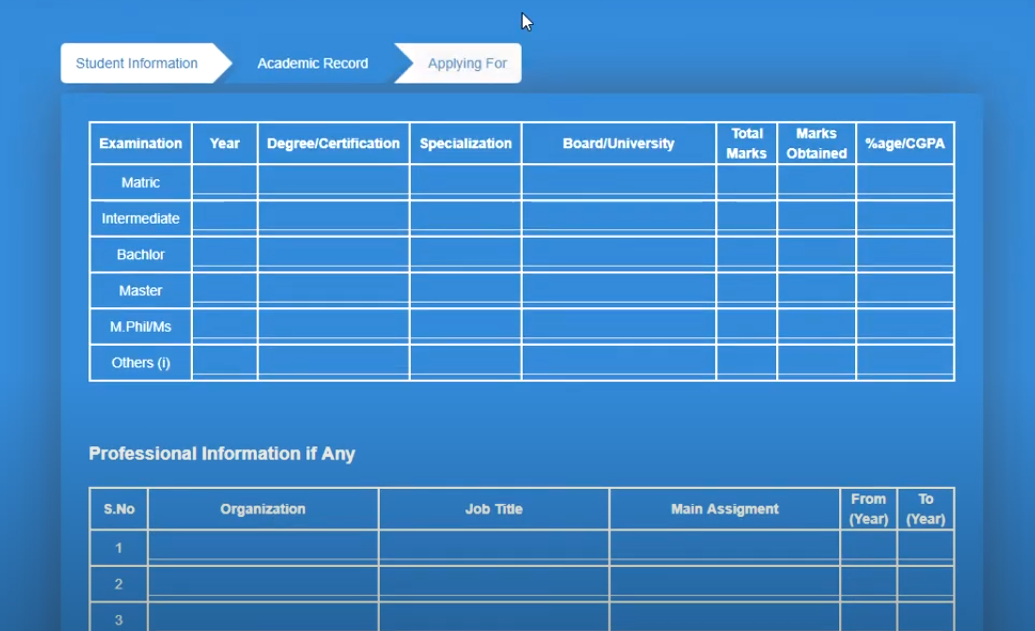 Student Information Academic Record Applying For
Examination Year Degree/Certification Specialization Board/University Total Marks Marks Obtained %age/CGPA
Matric
Intermediate
Bachlor
Master
M.Phil/Ms
Others (i)
Professional Information if Any
S.No Organization Job Title Main Assigment From (Year) To (Year)
1
2
3